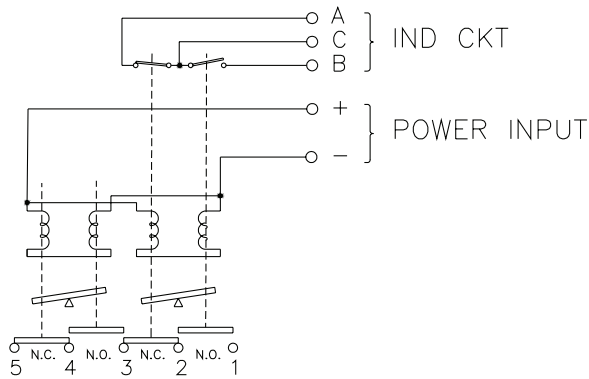 A
C IND CKT
B
+
POWER INPUT
−
N.C. N.O. N.C. N.O.
5 4 3 2 1